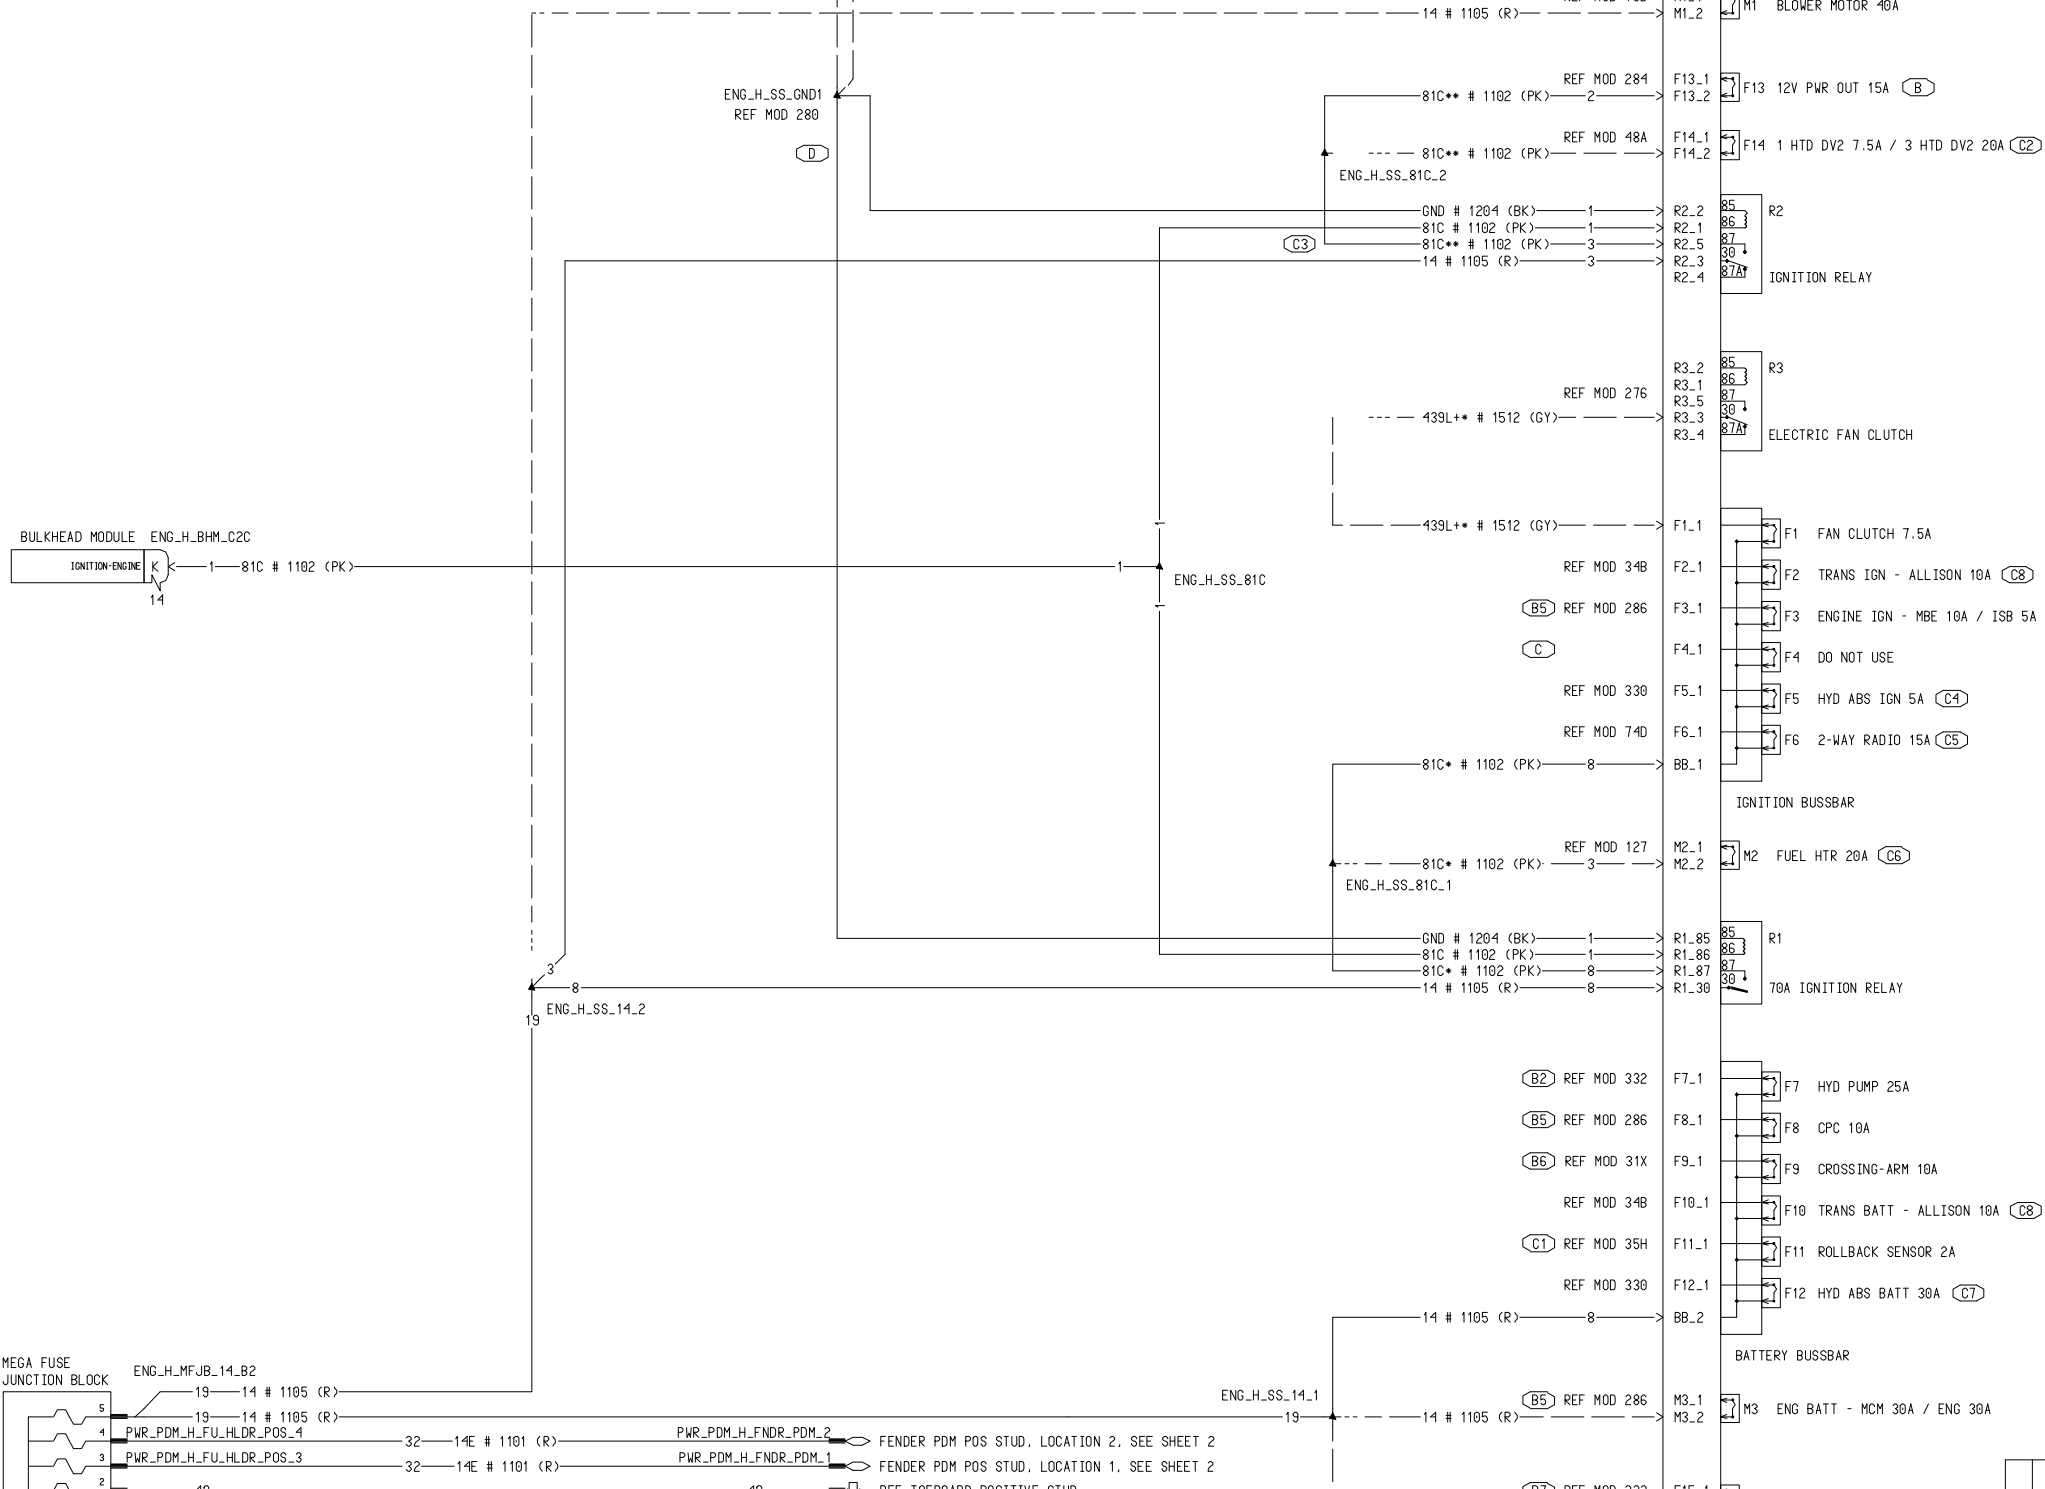 14 # 1105 (R) M1_2 M1 BLOWER MOTOR 40A
REF MOD 284 F13_1
ENG_H_SS_GND1 81C** # 1102 (PK) 2 F13_2 F13 12V PWR OUT 15A B
REF MOD 280
REF MOD 48A F14_1
D 81C** # 1102 (PK) F14_2 F14 1 HTD DV2 7.5A / 3 HTD DV2 20A C2
ENG_H_SS_81C_2
GND # 1204 (BK) 1 R2_2 85 R2
81C # 1102 (PK) 1 R2_1 86
C3 81C** # 1102 (PK) 3 R2_5 87
14 # 1105 (R) 3 R2_3 30
R2_4 87A IGNITION RELAY
R3_2 85 R3
R3_1 86
REF MOD 276 R3_5 87
439L+* # 1512 (GY) R3_3 30
R3_4 87A ELECTRIC FAN CLUTCH
439L+* # 1512 (GY) F1_1 F1 FAN CLUTCH 7.5A
1
BULKHEAD MODULE ENG_H_BHM_C2C
IGNITION-ENGINE K 1 81C # 1102 (PK) 1
14
ENG_H_SS_81C
1
REF MOD 34B F2_1 F2 TRANS IGN - ALLISON 10A C8
B5 REF MOD 286 F3_1 F3 ENGINE IGN - MBE 10A / ISB 5A
C F4_1 F4 DO NOT USE
REF MOD 330 F5_1 F5 HYD ABS IGN 5A C4
REF MOD 74D F6_1 F6 2-WAY RADIO 15A C5
81C* # 1102 (PK) 8 BB_1
IGNITION BUSSBAR
REF MOD 127 M2_1
81C* # 1102 (PK) 3 M2_2 M2 FUEL HTR 20A C6
ENG_H_SS_81C_1
GND # 1204 (BK) 1 R1_85 85 R1
81C # 1102 (PK) 1 R1_86 86
3 81C* # 1102 (PK) 8 R1_87 87
8 14 # 1105 (R) 8 R1_30 30 70A IGNITION RELAY
ENG_H_SS_14_2
19
B2 REF MOD 332 F7_1 F7 HYD PUMP 25A
B5 REF MOD 286 F8_1 F8 CPC 10A
B6 REF MOD 31X F9_1 F9 CROSSING-ARM 10A
REF MOD 34B F10_1 F10 TRANS BATT - ALLISON 10A C8
C1 REF MOD 35H F11_1 F11 ROLLBACK SENSOR 2A
REF MOD 330 F12_1 F12 HYD ABS BATT 30A C7
14 # 1105 (R) 8 BB_2
BATTERY BUSSBAR
MEGA FUSE
JUNCTION BLOCK
ENG_H_MFJB_14_B2
19 14 # 1105 (R)
ENG_H_SS_14_1
B5 REF MOD 286 M3_1
5 19 14 # 1105 (R) 19 14 # 1105 (R) M3_2 M3 ENG BATT - MCM 30A / ENG 30A
4 PWR_PDM_H_FU_HLDR_POS_4 32 14E # 1101 (R) PWR_PDM_H_FNDR_PDM_2 FENDER PDM POS STUD, LOCATION 2, SEE SHEET 2
3 PWR_PDM_H_FU_HLDR_POS_3 32 14E # 1101 (R) PWR_PDM_H_FNDR_PDM_1 FENDER PDM POS STUD, LOCATION 1, SEE SHEET 2
2